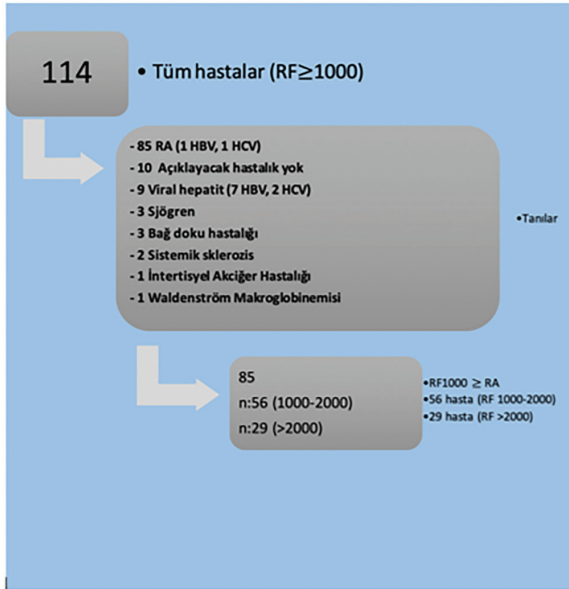 114
• Tüm hastalar (RF≥1000)
- 85 RA (1 HBV, 1 HCV)
- 10 Açıklayacak hastalık yok
- 9 Viral hepatit (7 HBV, 2 HCV)
- 3 Sjögren
- 3 Bağ doku hastalığı
- 2 Sistemik sklerozis
- 1 İntertisyel Akciğer Hastalığı
- 1 Waldenström Makroglobinemisi
•Tanılar
85
n:56 (1000-2000)
n:29 (>2000)
•RF1000 ≥ RA
•56 hasta (RF 1000-2000)
•29 hasta (RF >2000)